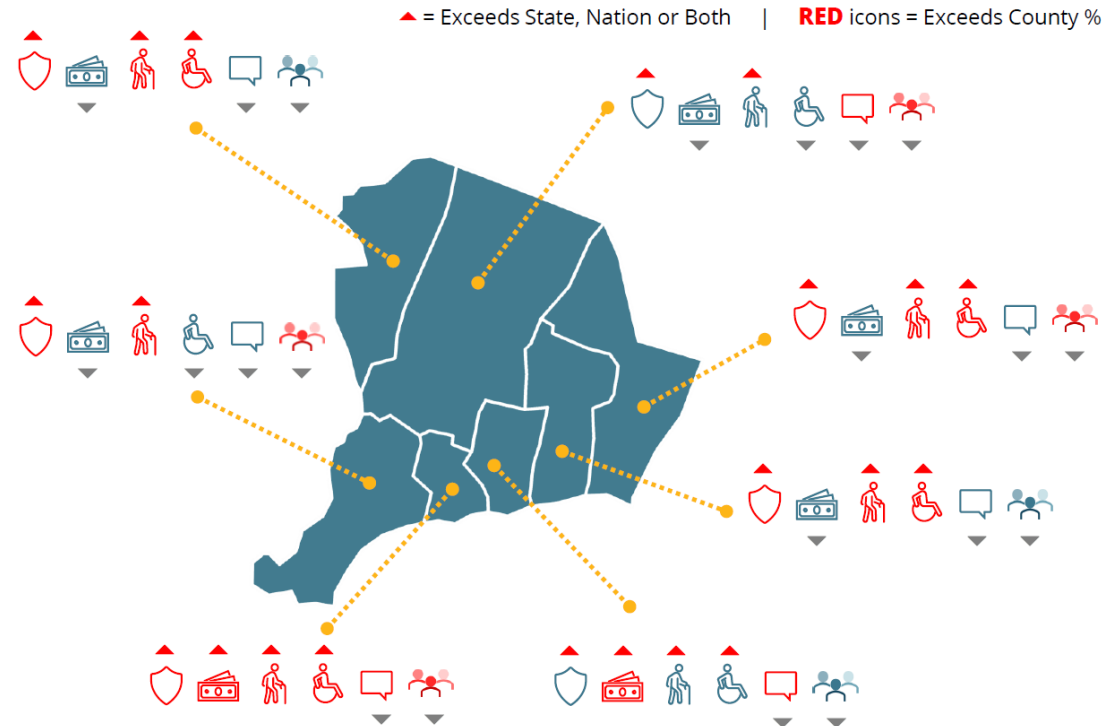 ▲ = Exceeds State, Nation or Both | RED icons = Exceeds County %